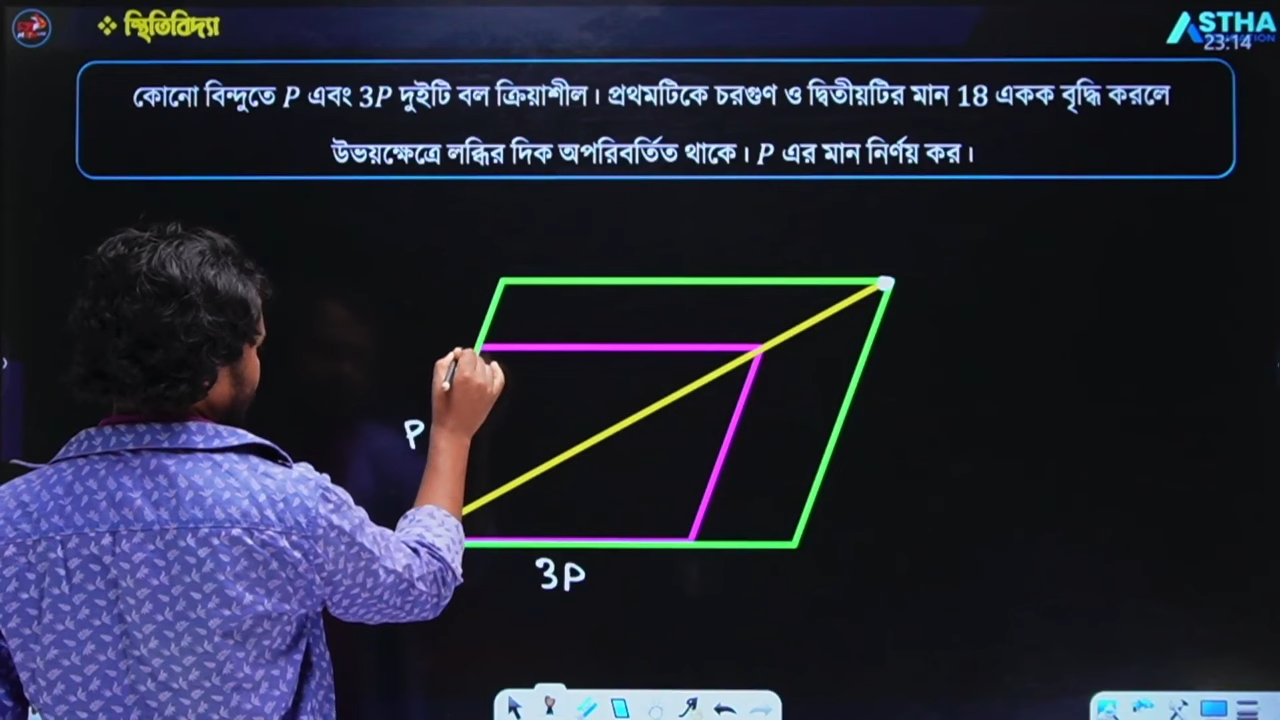 ❖ স্থিতিবিদ্যা
ASTHA
23:14
কোনো বিন্দুতে P এবং 3P দুইটি বল ক্রিয়াশীল। প্রথমটিকে চরগুণ ও দ্বিতীয়টির মান 18 একক বৃদ্ধি করলে
উভয়ক্ষেত্রে লব্ধির দিক অপরিবর্তিত থাকে। P এর মান নির্ণয় কর।
P
3P